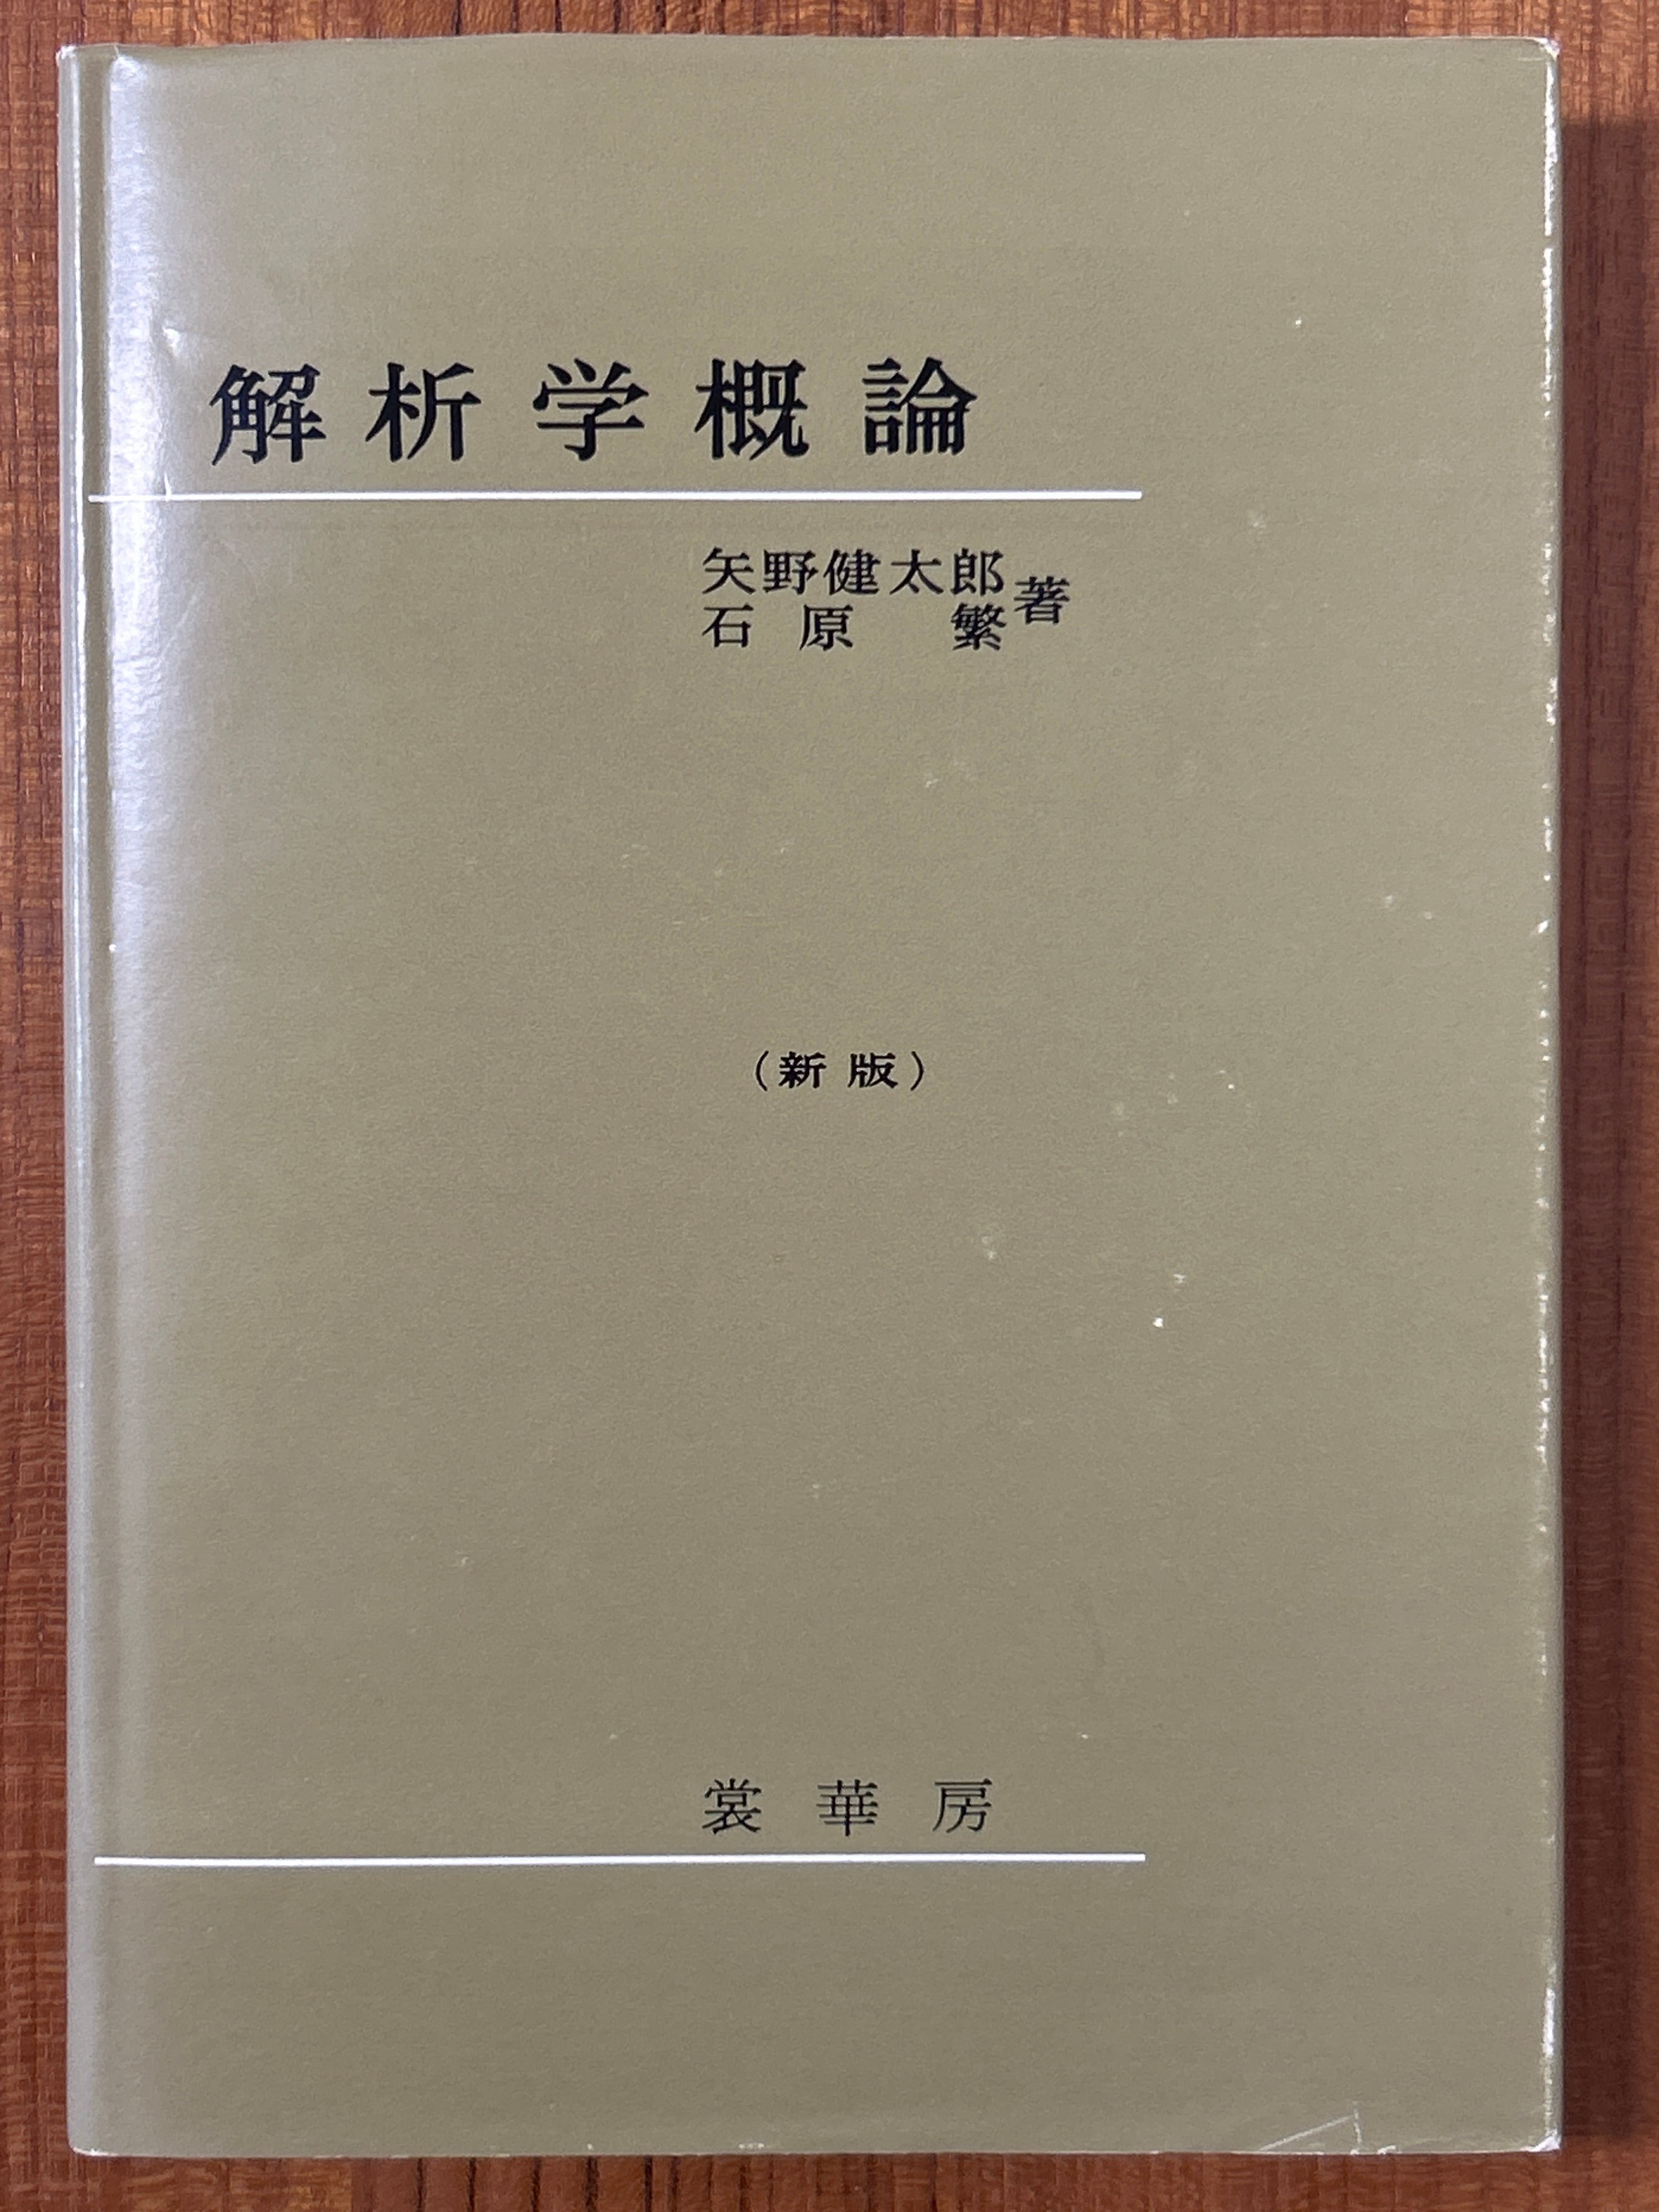 解析学概論
矢野健太郎
石原繁 著
（新版）
裳華房